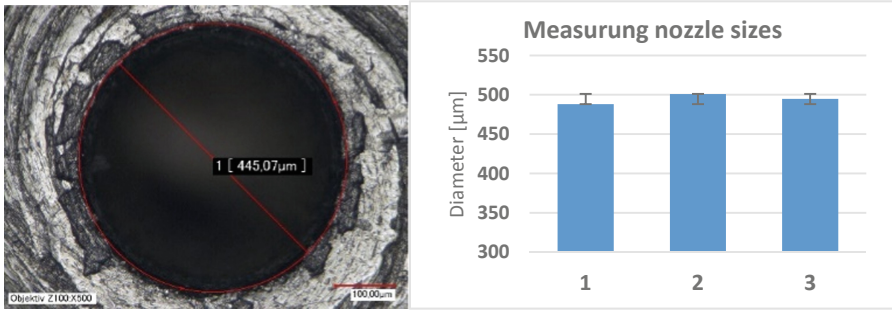 1 [ 445,07µm ]
Objektiv Z100:X500
100,00µm
Measurung nozzle sizes
Diameter [µm]
550
500
450
400
350
300
1
2
3